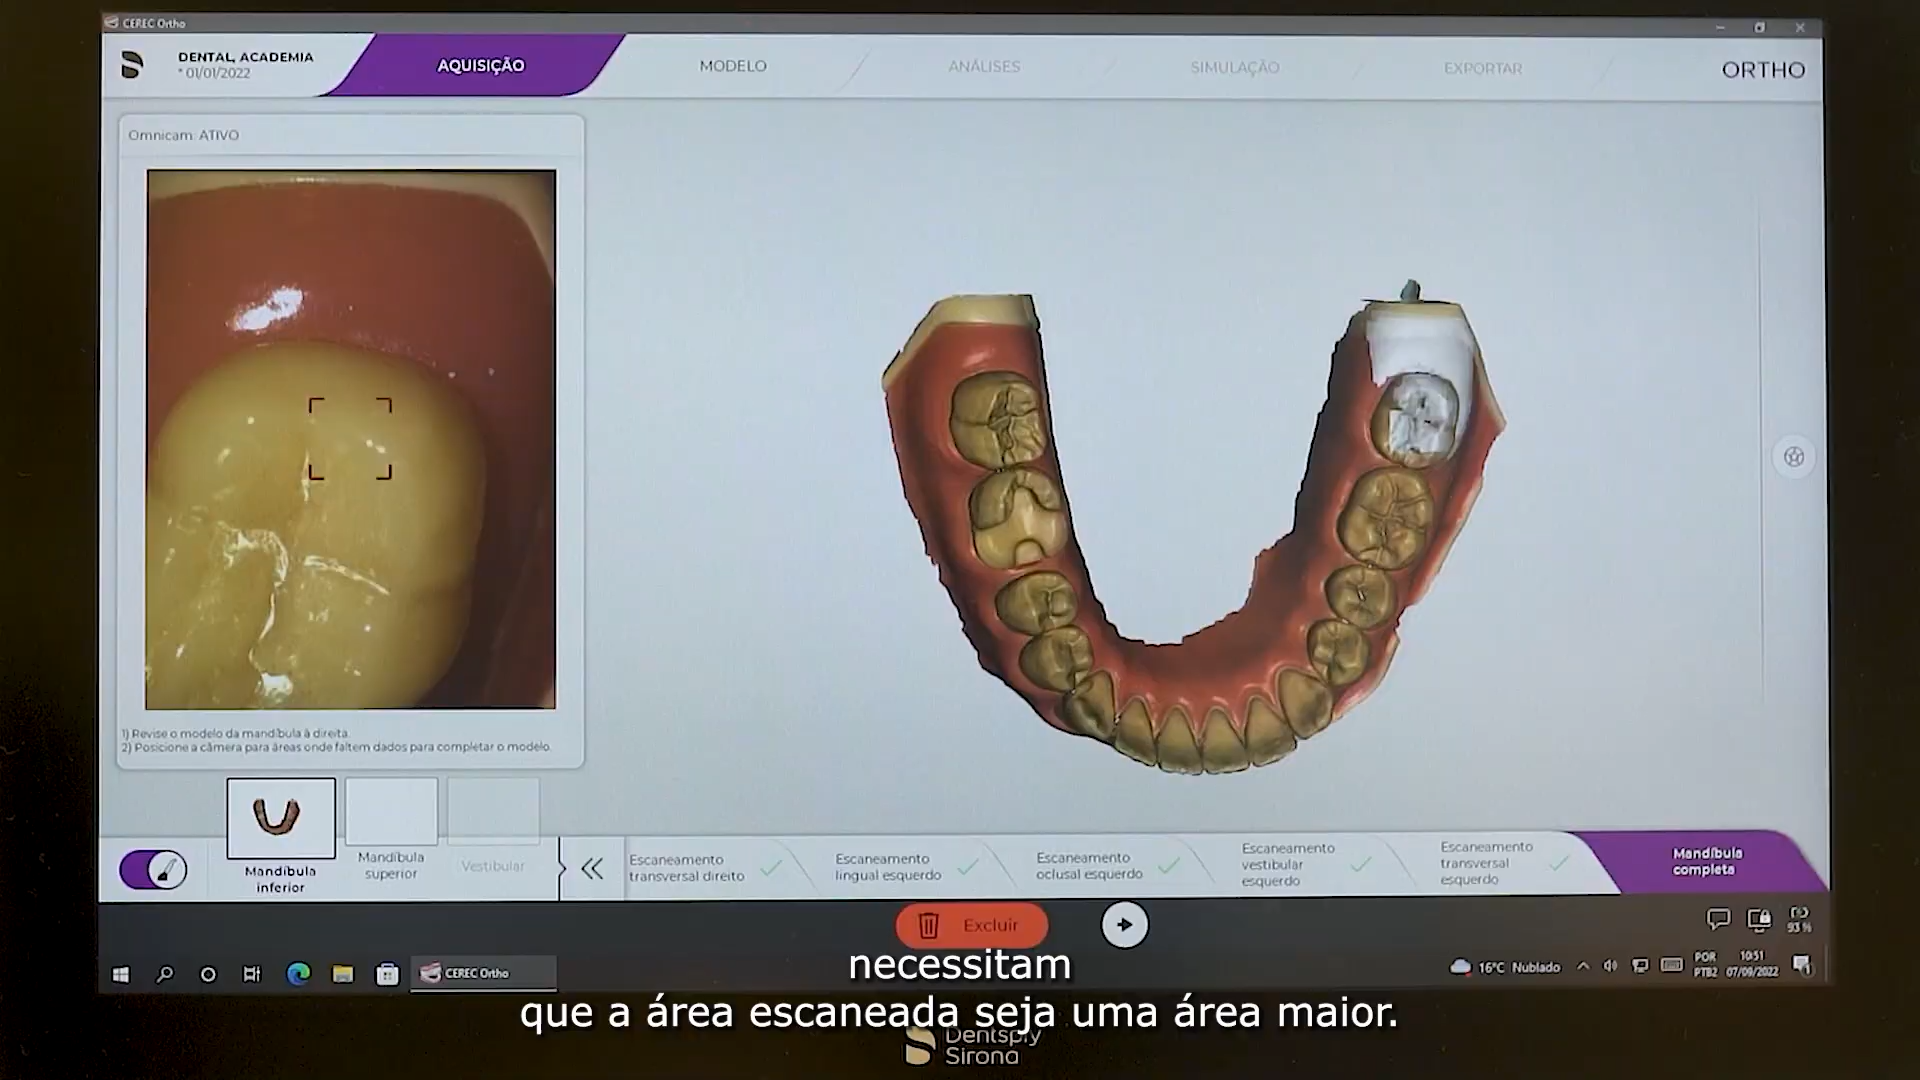 CEREC Ortho
DENTAL, ACADEMIA
* 01/01/2022
AQUISIÇÃO
MODELO
ANÁLISES
SIMULAÇÃO
EXPORTAR
ORTHO
Omnicam: ATIVO
1) Revise o modelo da mandíbula à direita.
2) Posicione a câmera para áreas onde faltem dados para completar o modelo.
Mandíbula
inferior
Mandíbula
superior
Vestibular
Escaneamento
transversal direito
Escaneamento
lingual esquerdo
Escaneamento
oclusal esquerdo
Escaneamento
vestibular
esquerdo
Escaneamento
transversal
esquerdo
Mandíbula
completa
Excluir
93 %
CEREC Ortho
16°C Nublado
POR
PTB2
10:51
07/09/2022
necessitam
que a área escaneada seja uma área maior.
Dentsply
Sirona